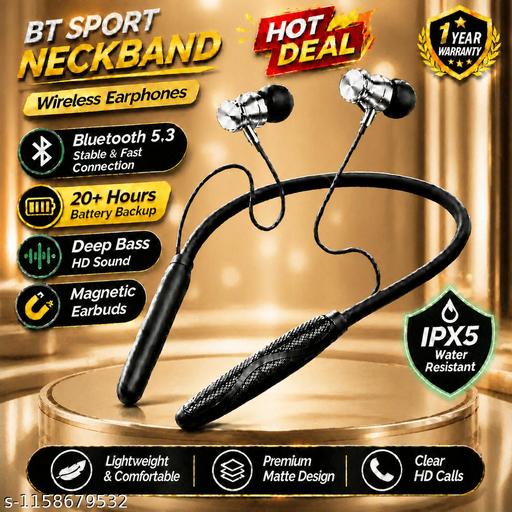 BT SPORT
NECKBAND
Wireless Earphones
HOT
DEAL
1 YEAR
WARRANTY
Bluetooth 5.3
Stable & Fast
Connection
20+ Hours
Battery Backup
Deep Bass
HD Sound
Magnetic
Earbuds
IPX5
Water
Resistant
Lightweight
& Comfortable
Premium
Matte Design
Clear
HD Calls
s-1158679532